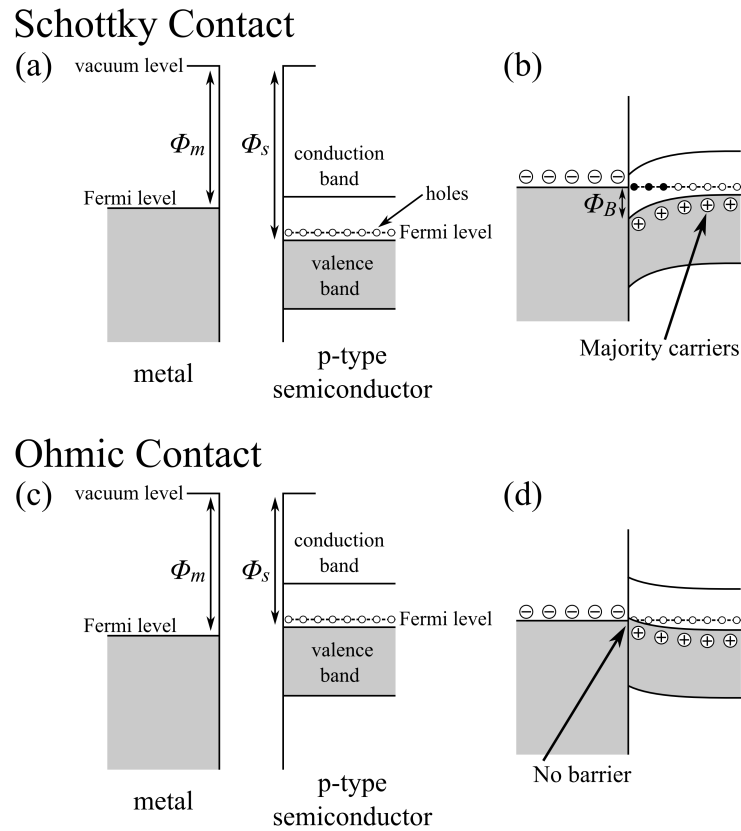 Schottky Contact
(a)
vacuum level
Φm
Φs
conduction
band
Fermi level
holes
Fermi level
valence
band
metal
p-type
semiconductor
(b)
ΦB
Majority carriers
Ohmic Contact
(c)
vacuum level
Φm
Φs
conduction
band
Fermi level
Fermi level
valence
band
metal
p-type
semiconductor
(d)
No barrier